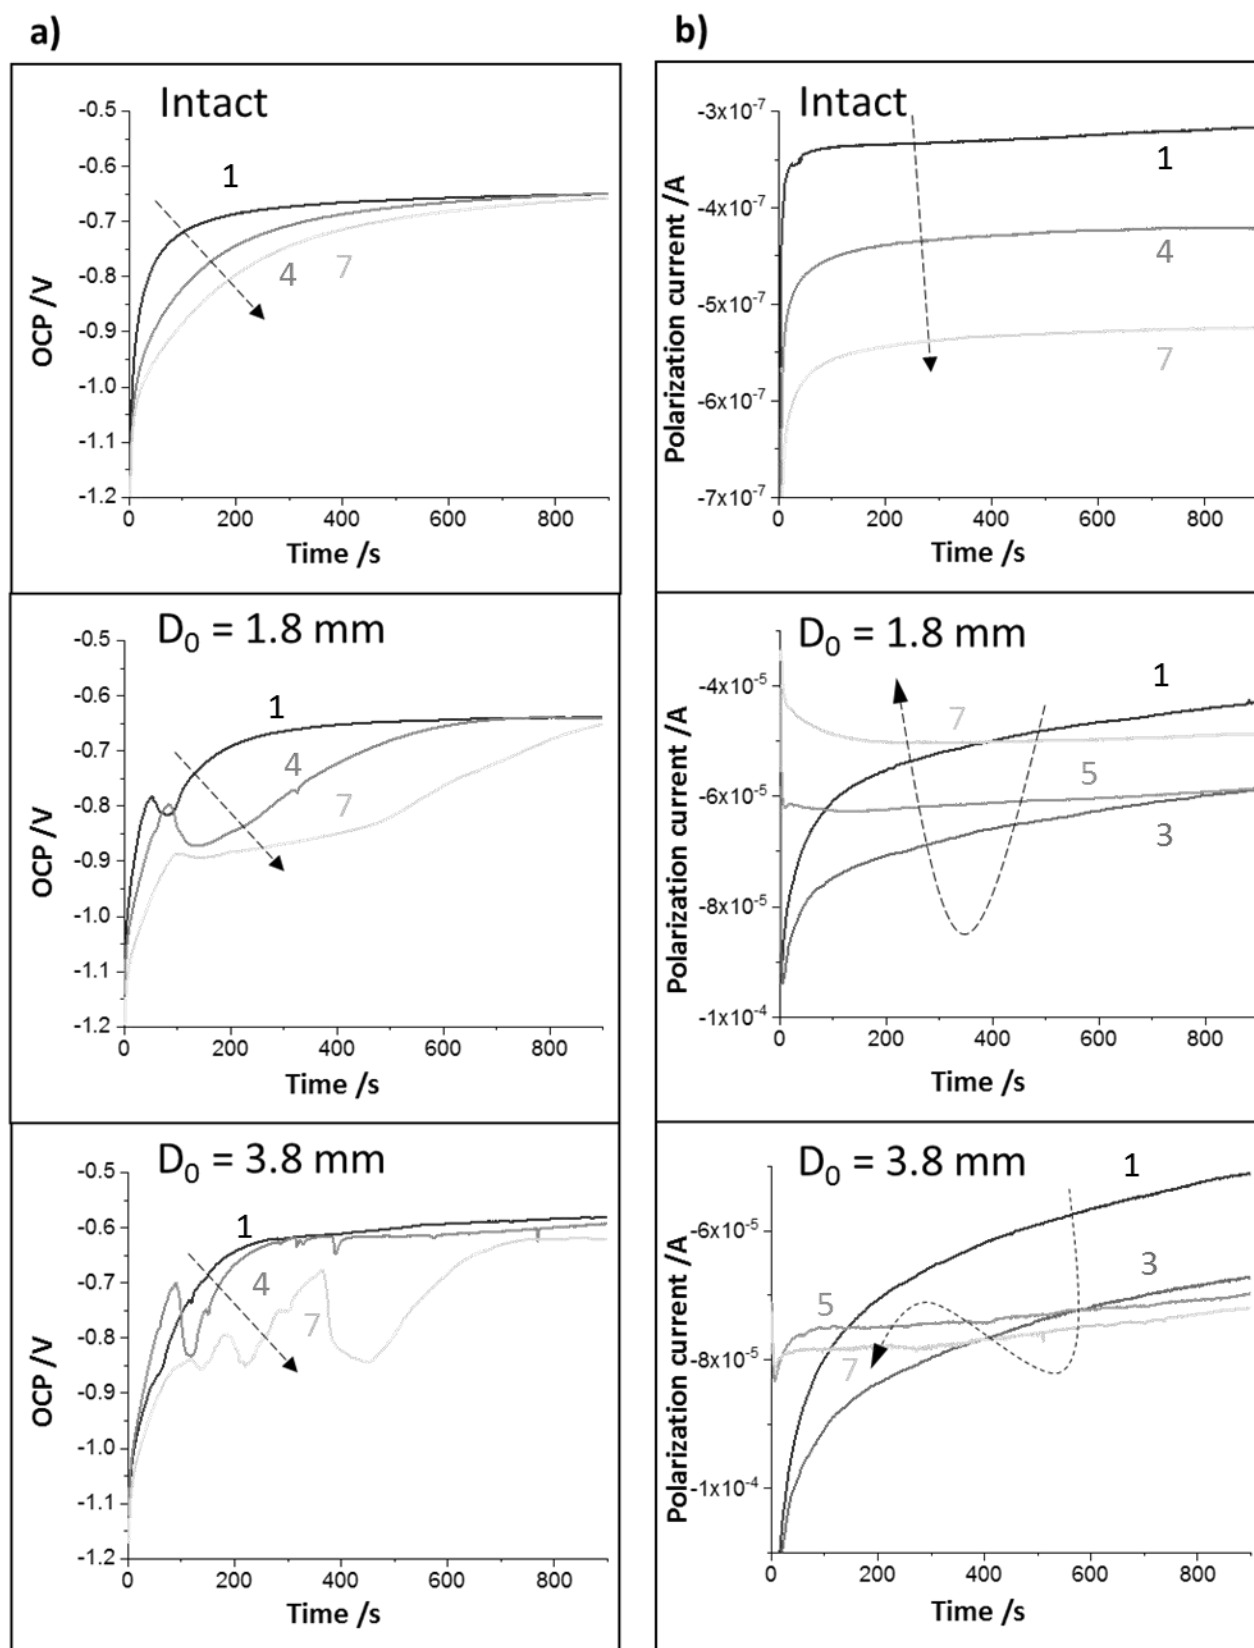 a)
Intact
-0.5
-0.6
-0.7
-0.8
-0.9
-1.0
-1.1
-1.2
OCP /V
1
4
7
0 200 400 600 800
Time /s
D0 = 1.8 mm
-0.5
-0.6
-0.7
-0.8
-0.9
-1.0
-1.1
-1.2
OCP /V
1
4
7
0 200 400 600 800
Time /s
D0 = 3.8 mm
-0.5
-0.6
-0.7
-0.8
-0.9
-1.0
-1.1
-1.2
OCP /V
1
4
7
0 200 400 600 800
Time /s
b)
Intact
-3x10-7
-4x10-7
-5x10-7
-6x10-7
-7x10-7
Polarization current /A
1
4
7
0 200 400 600 800
Time /s
D0 = 1.8 mm
-4x10-5
-6x10-5
-8x10-5
-1x10-4
Polarization current /A
1
7
5
3
0 200 400 600 800
Time /s
D0 = 3.8 mm
-6x10-5
-8x10-5
-1x10-4
Polarization current /A
1
3
5
7
0 200 400 600 800
Time /s